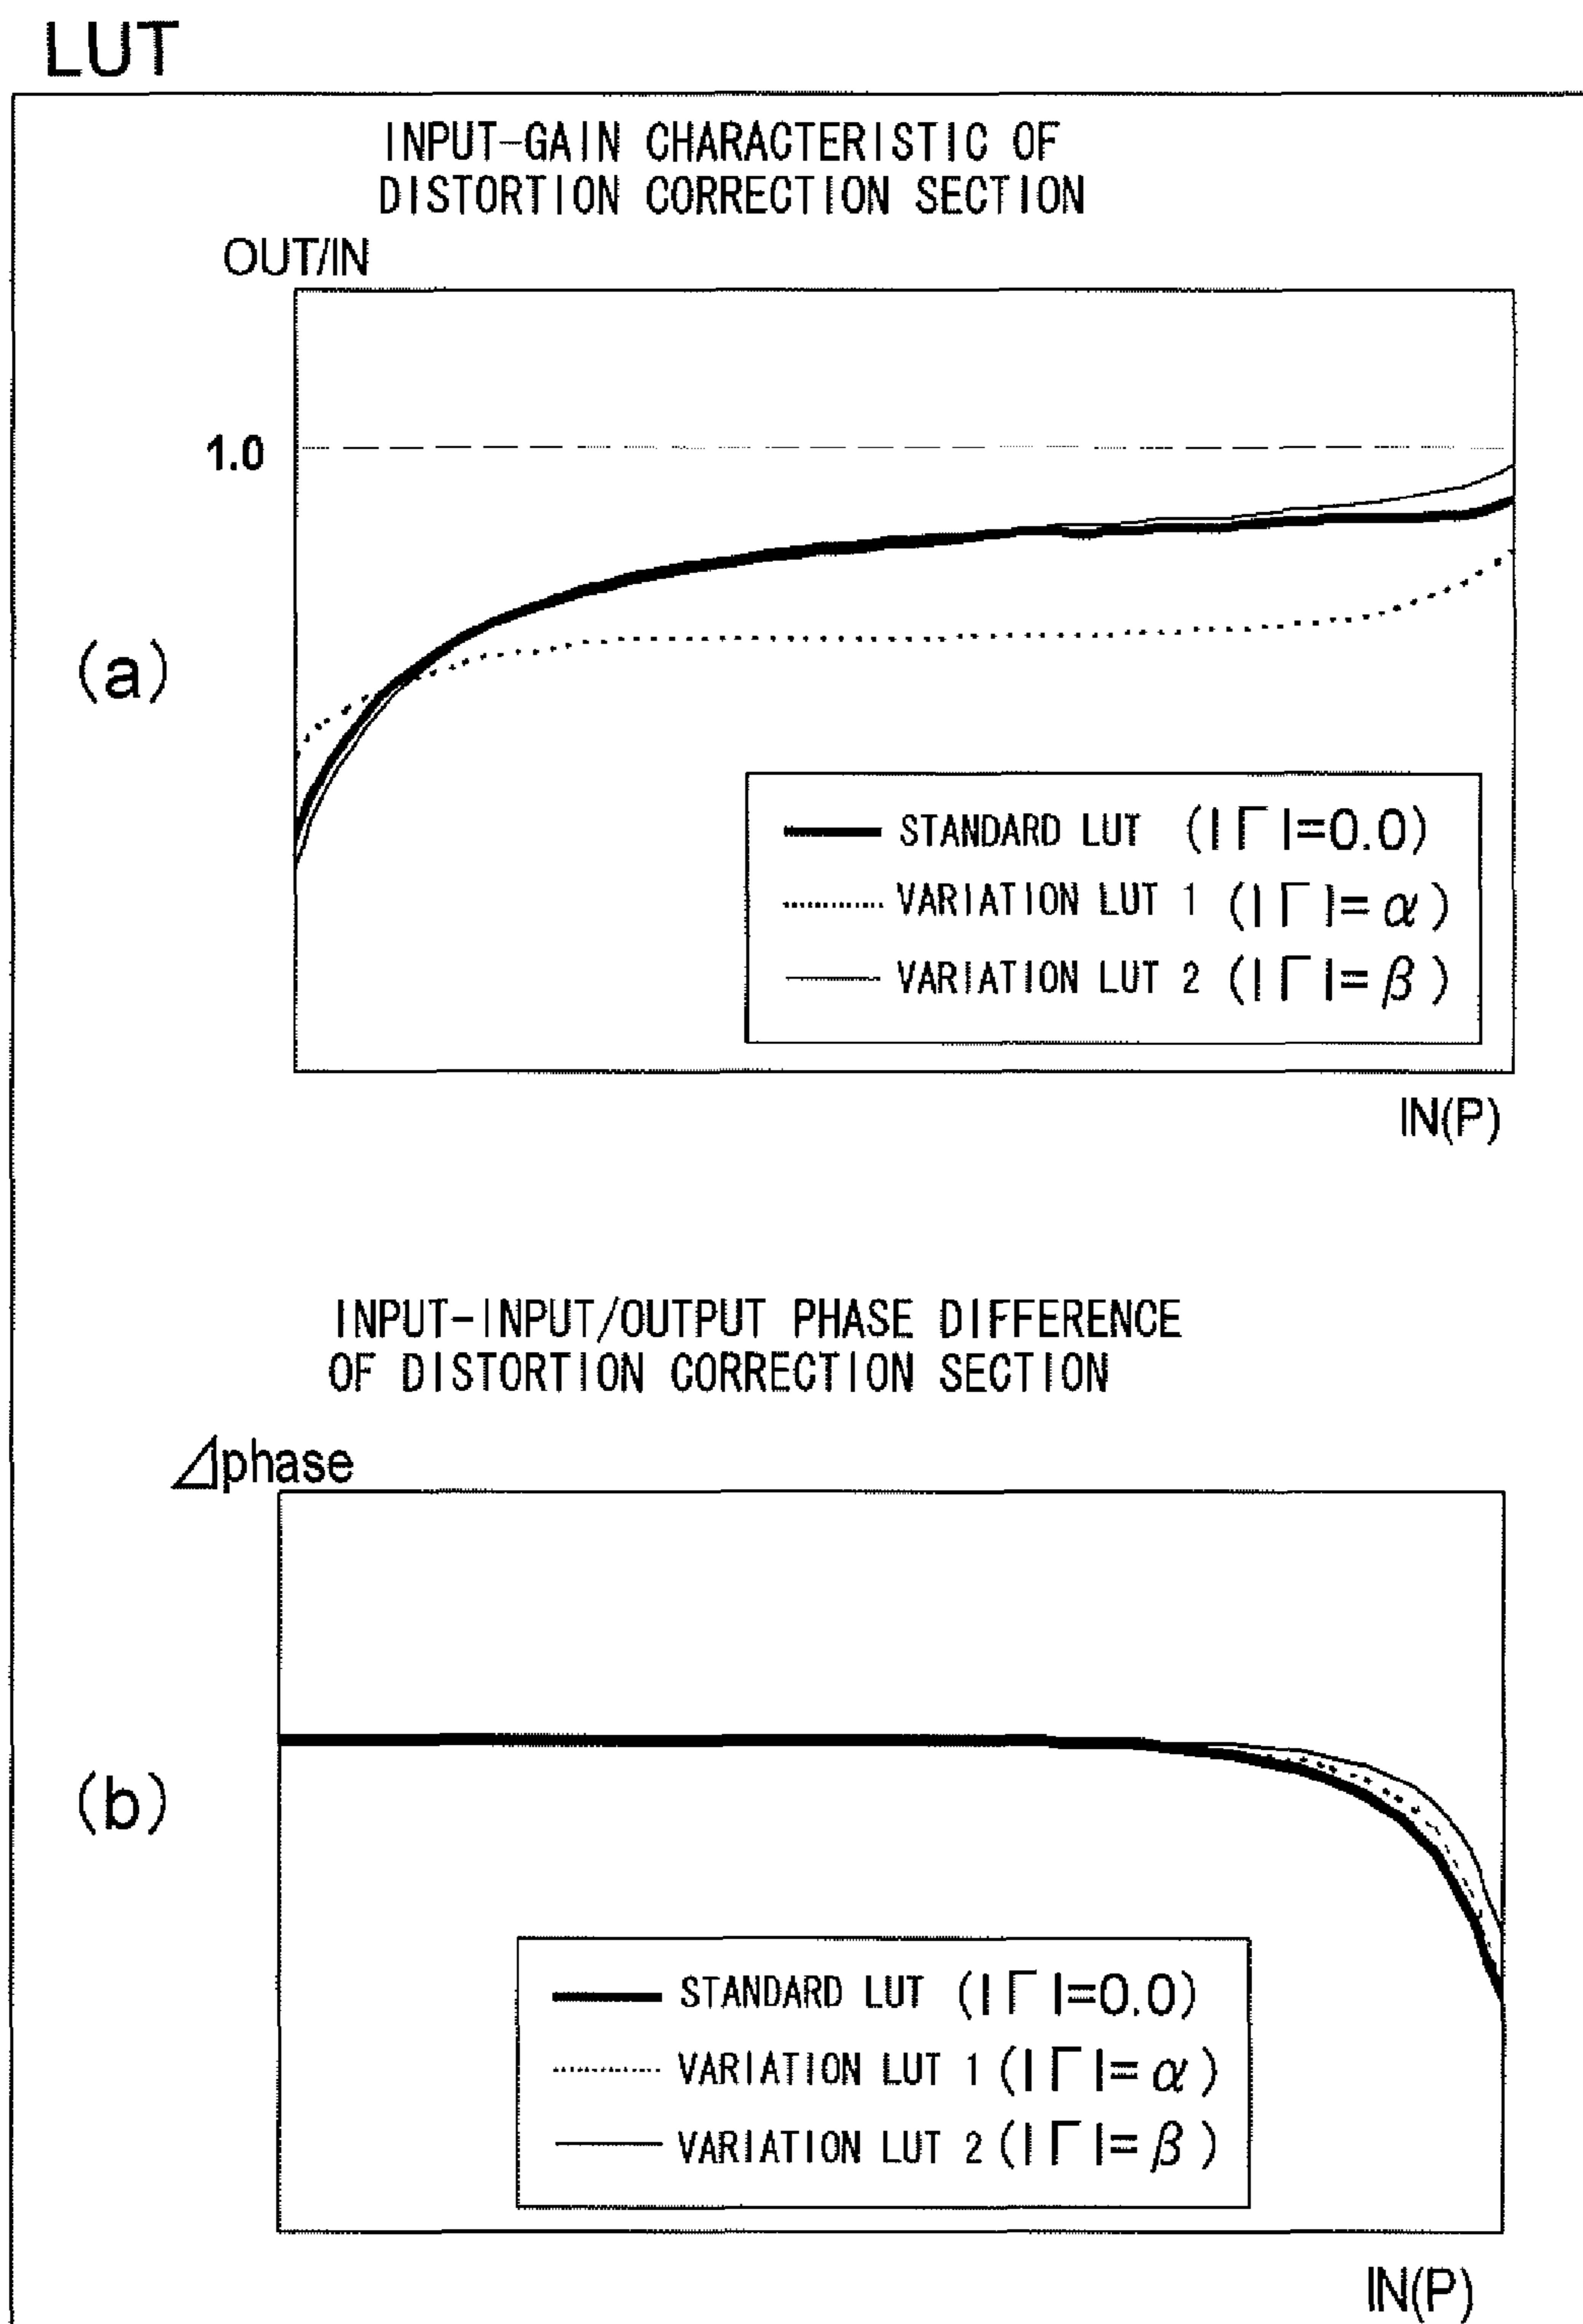 LUT
INPUT-GAIN CHARACTERISTIC OF
DISTORTION CORRECTION SECTION
OUT/IN
1.0
(a)
STANDARD LUT (|Γ|=0.0)
VARIATION LUT 1 (|Γ|=α)
VARIATION LUT 2 (|Γ|=β)
IN(P)
INPUT-INPUT/OUTPUT PHASE DIFFERENCE
OF DISTORTION CORRECTION SECTION
⊿phase
(b)
STANDARD LUT (|Γ|=0.0)
VARIATION LUT 1 (|Γ|=α)
VARIATION LUT 2 (|Γ|=β)
IN(P)